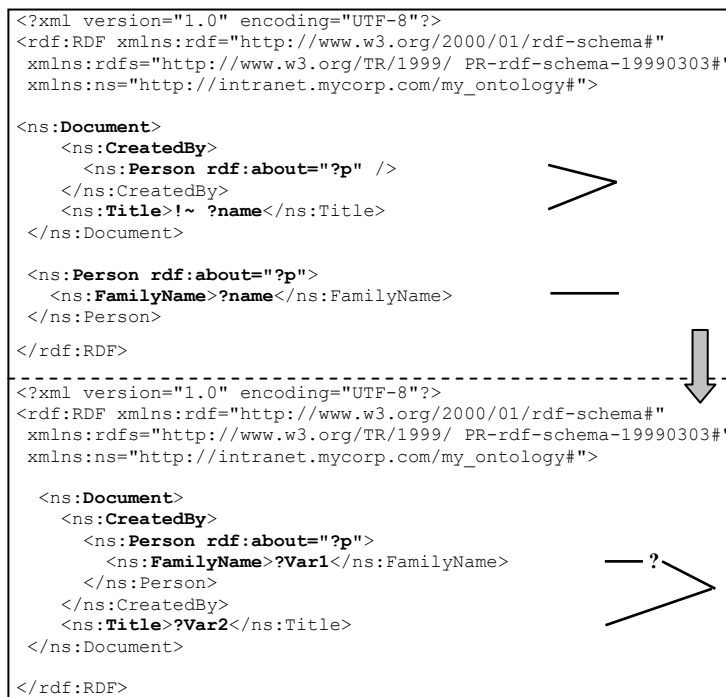 <?xml version="1.0" encoding="UTF-8"?>
<rdf:RDF xmlns:rdf="http://www.w3.org/2000/01/rdf-schema#"
xmlns:rdfs="http://www.w3.org/TR/1999/ PR-rdf-schema-19990303#"
xmlns:ns="http://intranet.mycorp.com/my_ontology#">
<ns:Document>
<ns:CreatedBy>
<ns:Person rdf:about="?p" />
</ns:CreatedBy>
<ns:Title>!~ ?name</ns:Title>
</ns:Document>
<ns:Person rdf:about="?p">
<ns:FamilyName>?name</ns:FamilyName>
</ns:Person>
</rdf:RDF>
<?xml version="1.0" encoding="UTF-8"?>
<rdf:RDF xmlns:rdf="http://www.w3.org/2000/01/rdf-schema#"
xmlns:rdfs="http://www.w3.org/TR/1999/ PR-rdf-schema-19990303#"
xmlns:ns="http://intranet.mycorp.com/my_ontology#">
<ns:Document>
<ns:CreatedBy>
<ns:Person rdf:about="?p">
<ns:FamilyName>?Var1</ns:FamilyName> ?
</ns:Person>
</ns:CreatedBy>
<ns:Title>?Var2</ns:Title>
</ns:Document>
</rdf:RDF>